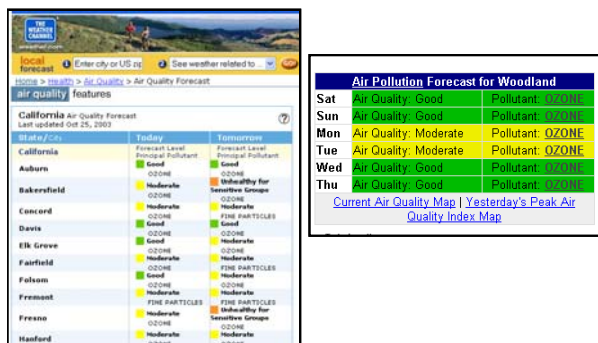 THE
WEATHER
CHANNEL
weather.com
local
forecast
1 Enter city or US zip
2 See weather related to ...
Home > Health > Air Quality > Air Quality Forecast
air quality features
California Air Quality Forecast
Last updated Oct 25, 2003
?
State/City Today Tomorrow
California Forecast Level Principal Pollutant Forecast Level Principal Pollutant
Auburn Good OZONE Good OZONE
Bakersfield Moderate OZONE Unhealthy for Sensitive Groups OZONE
Concord Moderate OZONE Moderate FINE PARTICLES
Davis Good OZONE Good OZONE
Elk Grove Good OZONE Moderate OZONE
Fairfield Moderate OZONE Moderate FINE PARTICLES
Folsom Good OZONE Moderate OZONE
Fremont Moderate FINE PARTICLES Moderate FINE PARTICLES
Fresno Moderate OZONE Unhealthy for Sensitive Groups OZONE
Hanford Moderate OZONE Moderate OZONE
Air Pollution Forecast for Woodland
Sat Air Quality: Good Pollutant: OZONE
Sun Air Quality: Good Pollutant: OZONE
Mon Air Quality: Moderate Pollutant: OZONE
Tue Air Quality: Moderate Pollutant: OZONE
Wed Air Quality: Good Pollutant: OZONE
Thu Air Quality: Good Pollutant: OZONE
Current Air Quality Map | Yesterday's Peak Air
Quality Index Map